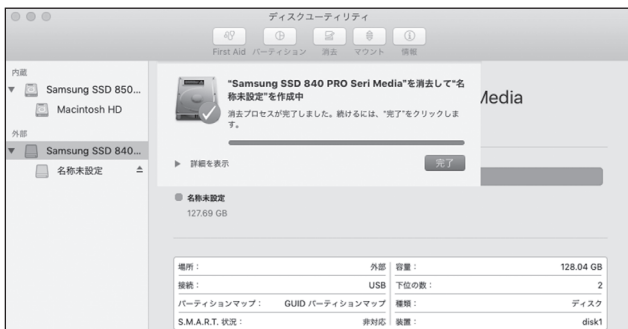 ディスクユーティリティ
First Aid パーティション 消去 マウント 情報
内蔵
Samsung SSD 850...
Macintosh HD
外部
Samsung SSD 840...
名称未設定
"Samsung SSD 840 PRO Seri Media"を消去して"名
称未設定"を作成中
消去プロセスが完了しました。続けるには、"完了"をクリックしま
す。
詳細を表示
完了
Media
名称未設定
127.69 GB
場所: 外部 容量: 128.04 GB
接続: USB 下位の数: 2
パーティションマップ: GUID パーティションマップ 種類: ディスク
S.M.A.R.T. 状況: 非対応 装置: disk1